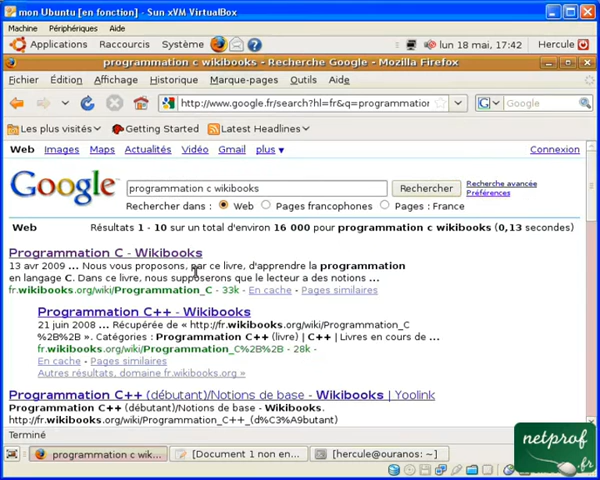 mon Ubuntu [en fonction] - Sun xVM VirtualBox
Machine Périphériques Aide
Applications Raccourcis Système lun 18 mai, 17:42 Hercule
programmation c wikibooks - Recherche Google - Mozilla Firefox
Fichier Édition Affichage Historique Marque-pages Outils Aide
http://www.google.fr/search?hl=fr&q=programmation Google
Les plus visités Getting Started Latest Headlines
Web Images Maps Actualités Vidéo Gmail plus ▼ Connexion
Google programmation c wikibooks Rechercher Recherche avancée
Préférences
Rechercher dans : Web Pages francophones Pages : France
Web Résultats 1 - 10 sur un total d'environ 16 000 pour programmation c wikibooks (0,13 secondes)
Programmation C - Wikibooks
13 avr 2009 ... Nous vous proposons, par ce livre, d'apprendre la programmation
en langage C. Dans ce livre, nous supposerons que le lecteur a des notions ...
fr.wikibooks.org/wiki/Programmation_C - 33k - En cache - Pages similaires
Programmation C++ - Wikibooks
21 juin 2008 ... Récupérée de « http://fr.wikibooks.org/wiki/Programmation_C
%2B%2B ». Catégories : Programmation C++ (livre) | C++ | Livres en cours de ...
fr.wikibooks.org/wiki/Programmation_C%2B%2B - 28k -
En cache - Pages similaires
Autres résultats, domaine fr.wikibooks.org »
Programmation C++ (débutant)/Notions de base - Wikibooks | Yoolink
Programmation C++ (débutant)/Notions de base - Wikibooks.
http://fr.wikibooks.org/wiki/Programmation_C++_(d%C3%A9butant)
Terminé
programmation c wik... [Document 1 non en... [hercule@ouranos: ~]
netprof
.fr